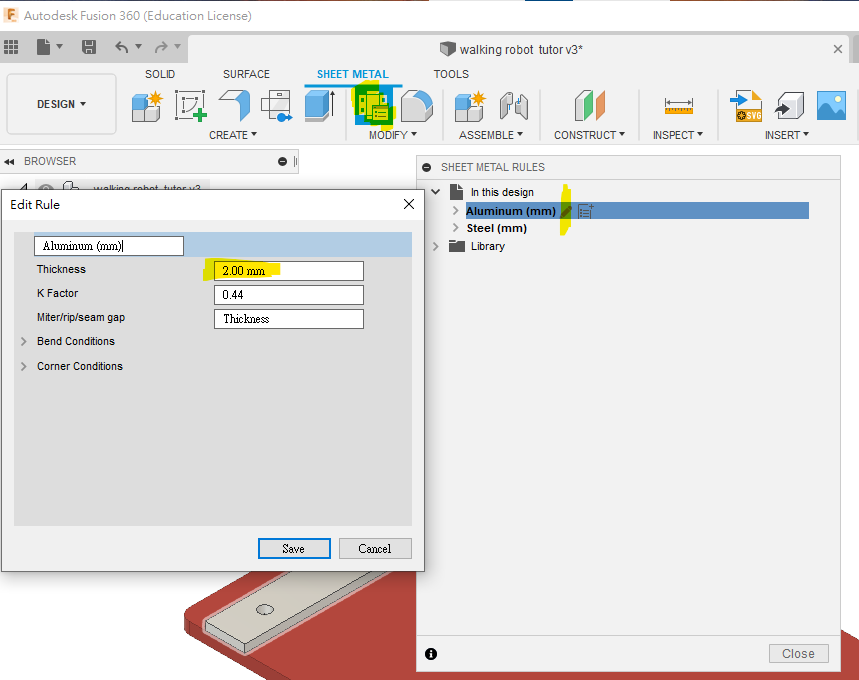 Autodesk Fusion 360 (Education License)
walking robot tutor v3*
SOLID SURFACE SHEET METAL TOOLS
DESIGN
SVG
CREATE MODIFY ASSEMBLE CONSTRUCT INSPECT INSERT
BROWSER
walking robot tutor v3
SHEET METAL RULES
In this design
Aluminum (mm)
Steel (mm)
Library
Edit Rule
Aluminum (mm)
Thickness 2.00 mm
K Factor 0.44
Miter/rip/seam gap Thickness
Bend Conditions
Corner Conditions
Save Cancel
Close